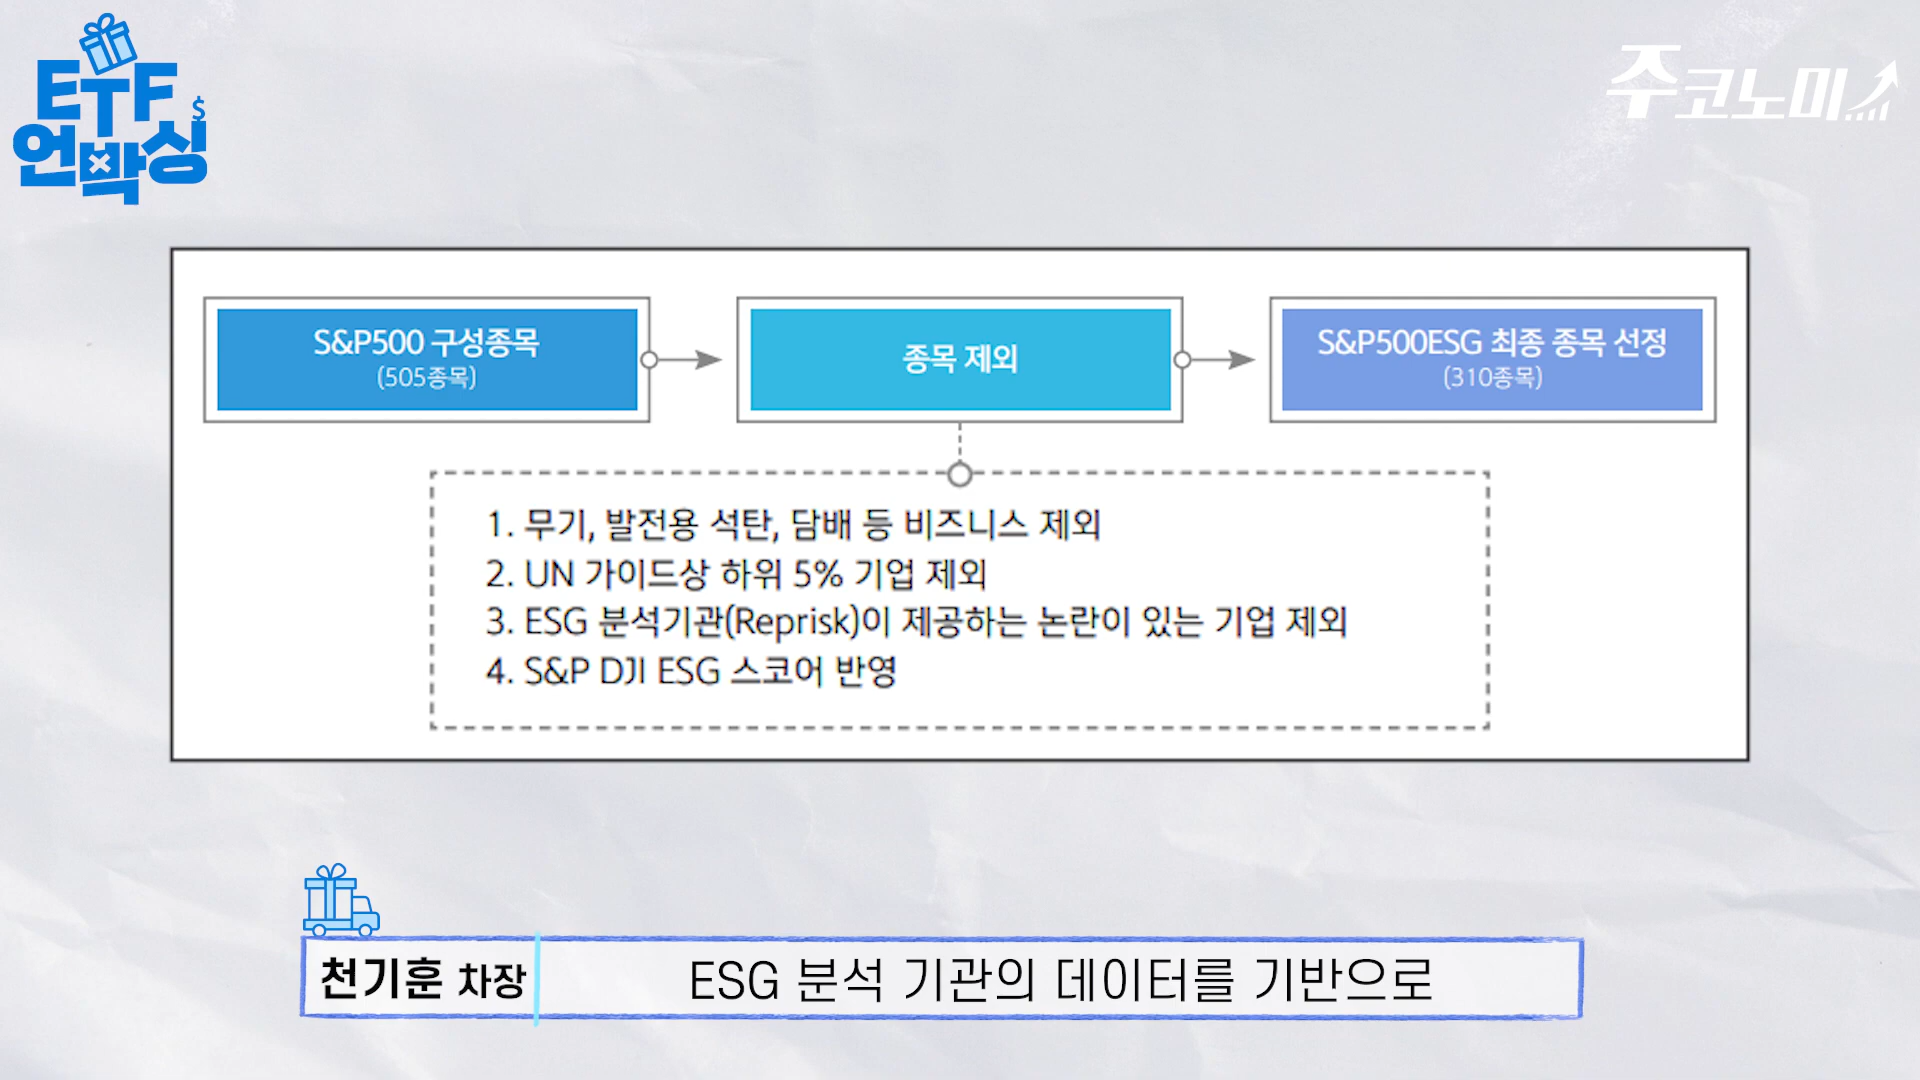 ETF
언박싱
주코노미
S&P500 구성종목
(505종목)
종목 제외
S&P500ESG 최종 종목 선정
(310종목)
1. 무기, 발전용 석탄, 담배 등 비즈니스 제외
2. UN 가이드상 하위 5% 기업 제외
3. ESG 분석기관(Reprisk)이 제공하는 논란이 있는 기업 제외
4. S&P DJI ESG 스코어 반영
천기훈 차장
ESG 분석 기관의 데이터를 기반으로